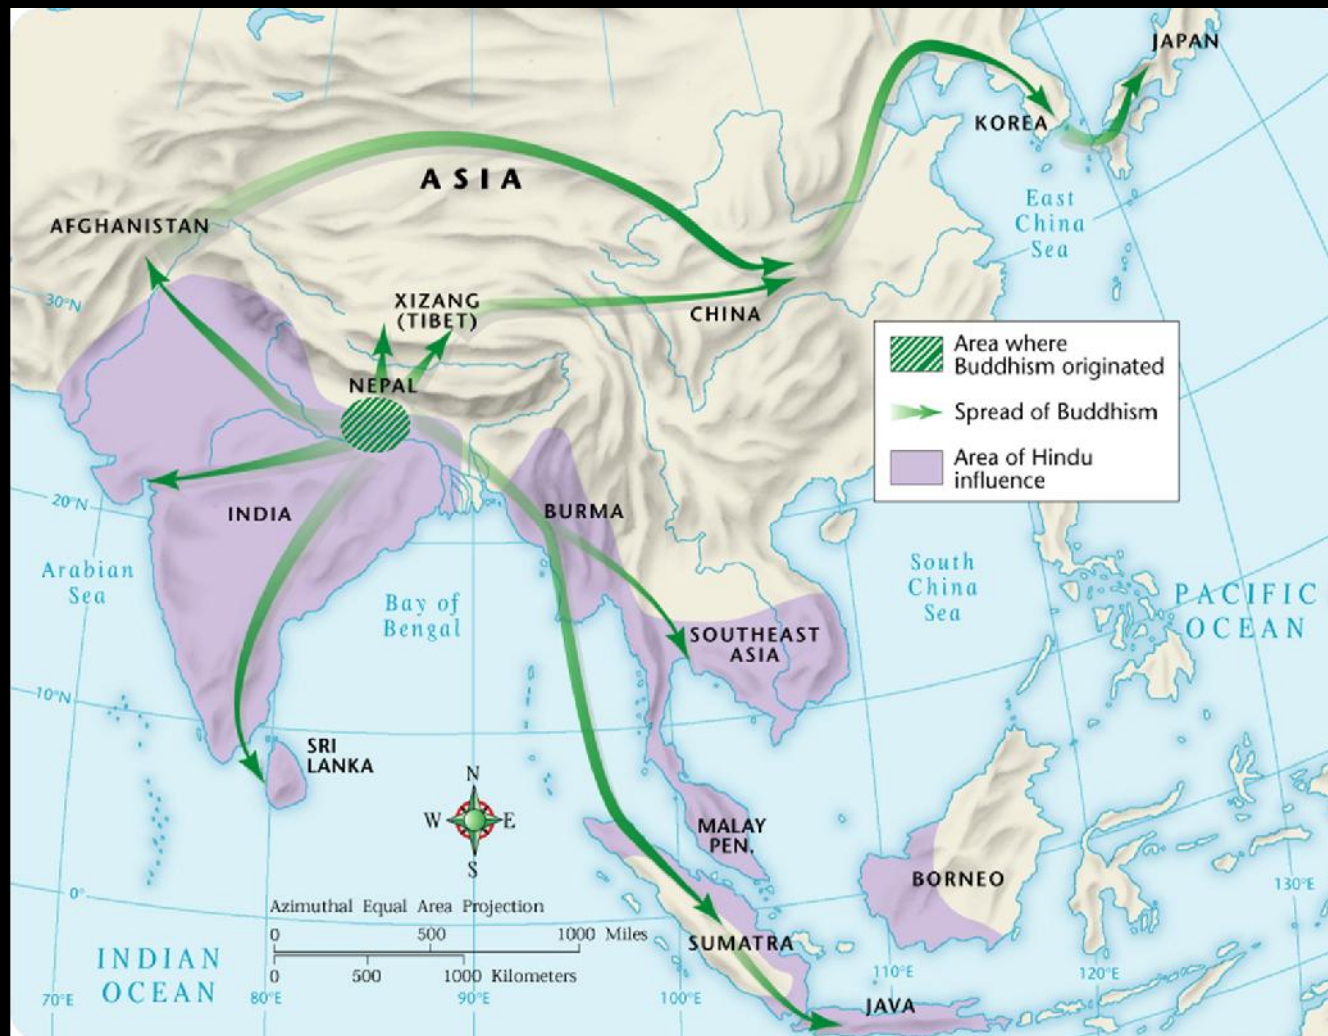 JAPAN
KOREA
ASIA
East
China
Sea
AFGHANISTAN
30°N
XIZANG
(TIBET)
CHINA
NEPAL
Area where
Buddhism originated
Spread of Buddhism
Area of Hindu
influence
20°N
INDIA
BURMA
Arabian
Sea
Bay of
Bengal
South
China
Sea
PACIFIC
OCEAN
SOUTHEAST
ASIA
10°N
SRI
LANKA
N
W
E
S
MALAY
PEN.
BORNEO
0°
130°E
Azimuthal Equal Area Projection
0 500 1000 Miles
0 500 1000 Kilometers
SUMATRA
INDIAN
OCEAN
JAVA
70°E
80°E
90°E
100°E
110°E
120°E